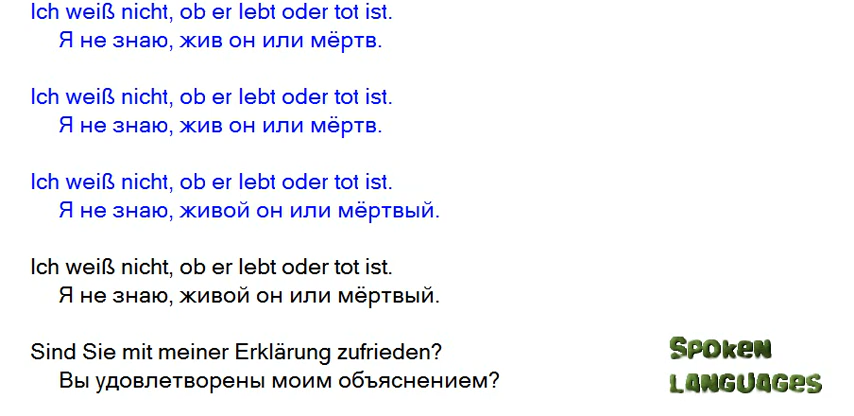 Ich weiß nicht, ob er lebt oder tot ist.
Я не знаю, жив он или мёртв.
Ich weiß nicht, ob er lebt oder tot ist.
Я не знаю, жив он или мёртв.
Ich weiß nicht, ob er lebt oder tot ist.
Я не знаю, живой он или мёртвый.
Ich weiß nicht, ob er lebt oder tot ist.
Я не знаю, живой он или мёртвый.
Sind Sie mit meiner Erklärung zufrieden?
Вы удовлетворены моим объяснением?
SPOKEN
LANGUAGES